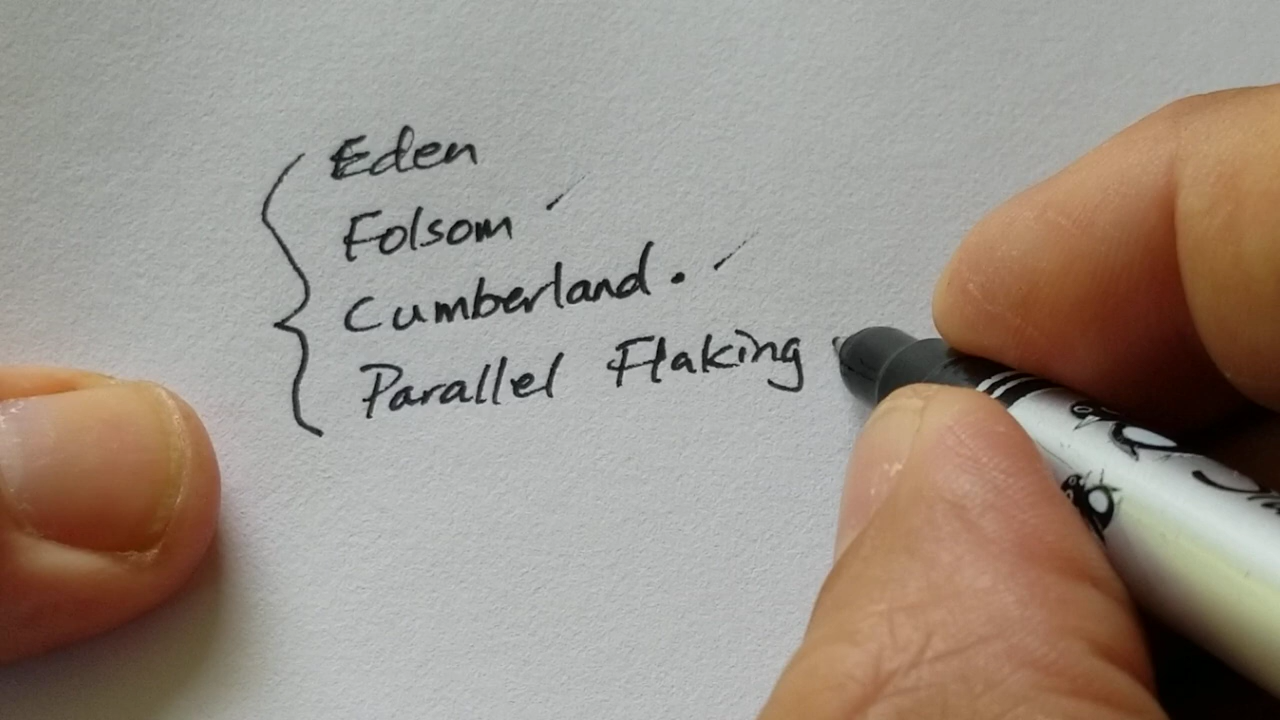 Eden
Folsom ✓
Cumberland. ✓
Parallel Flaking